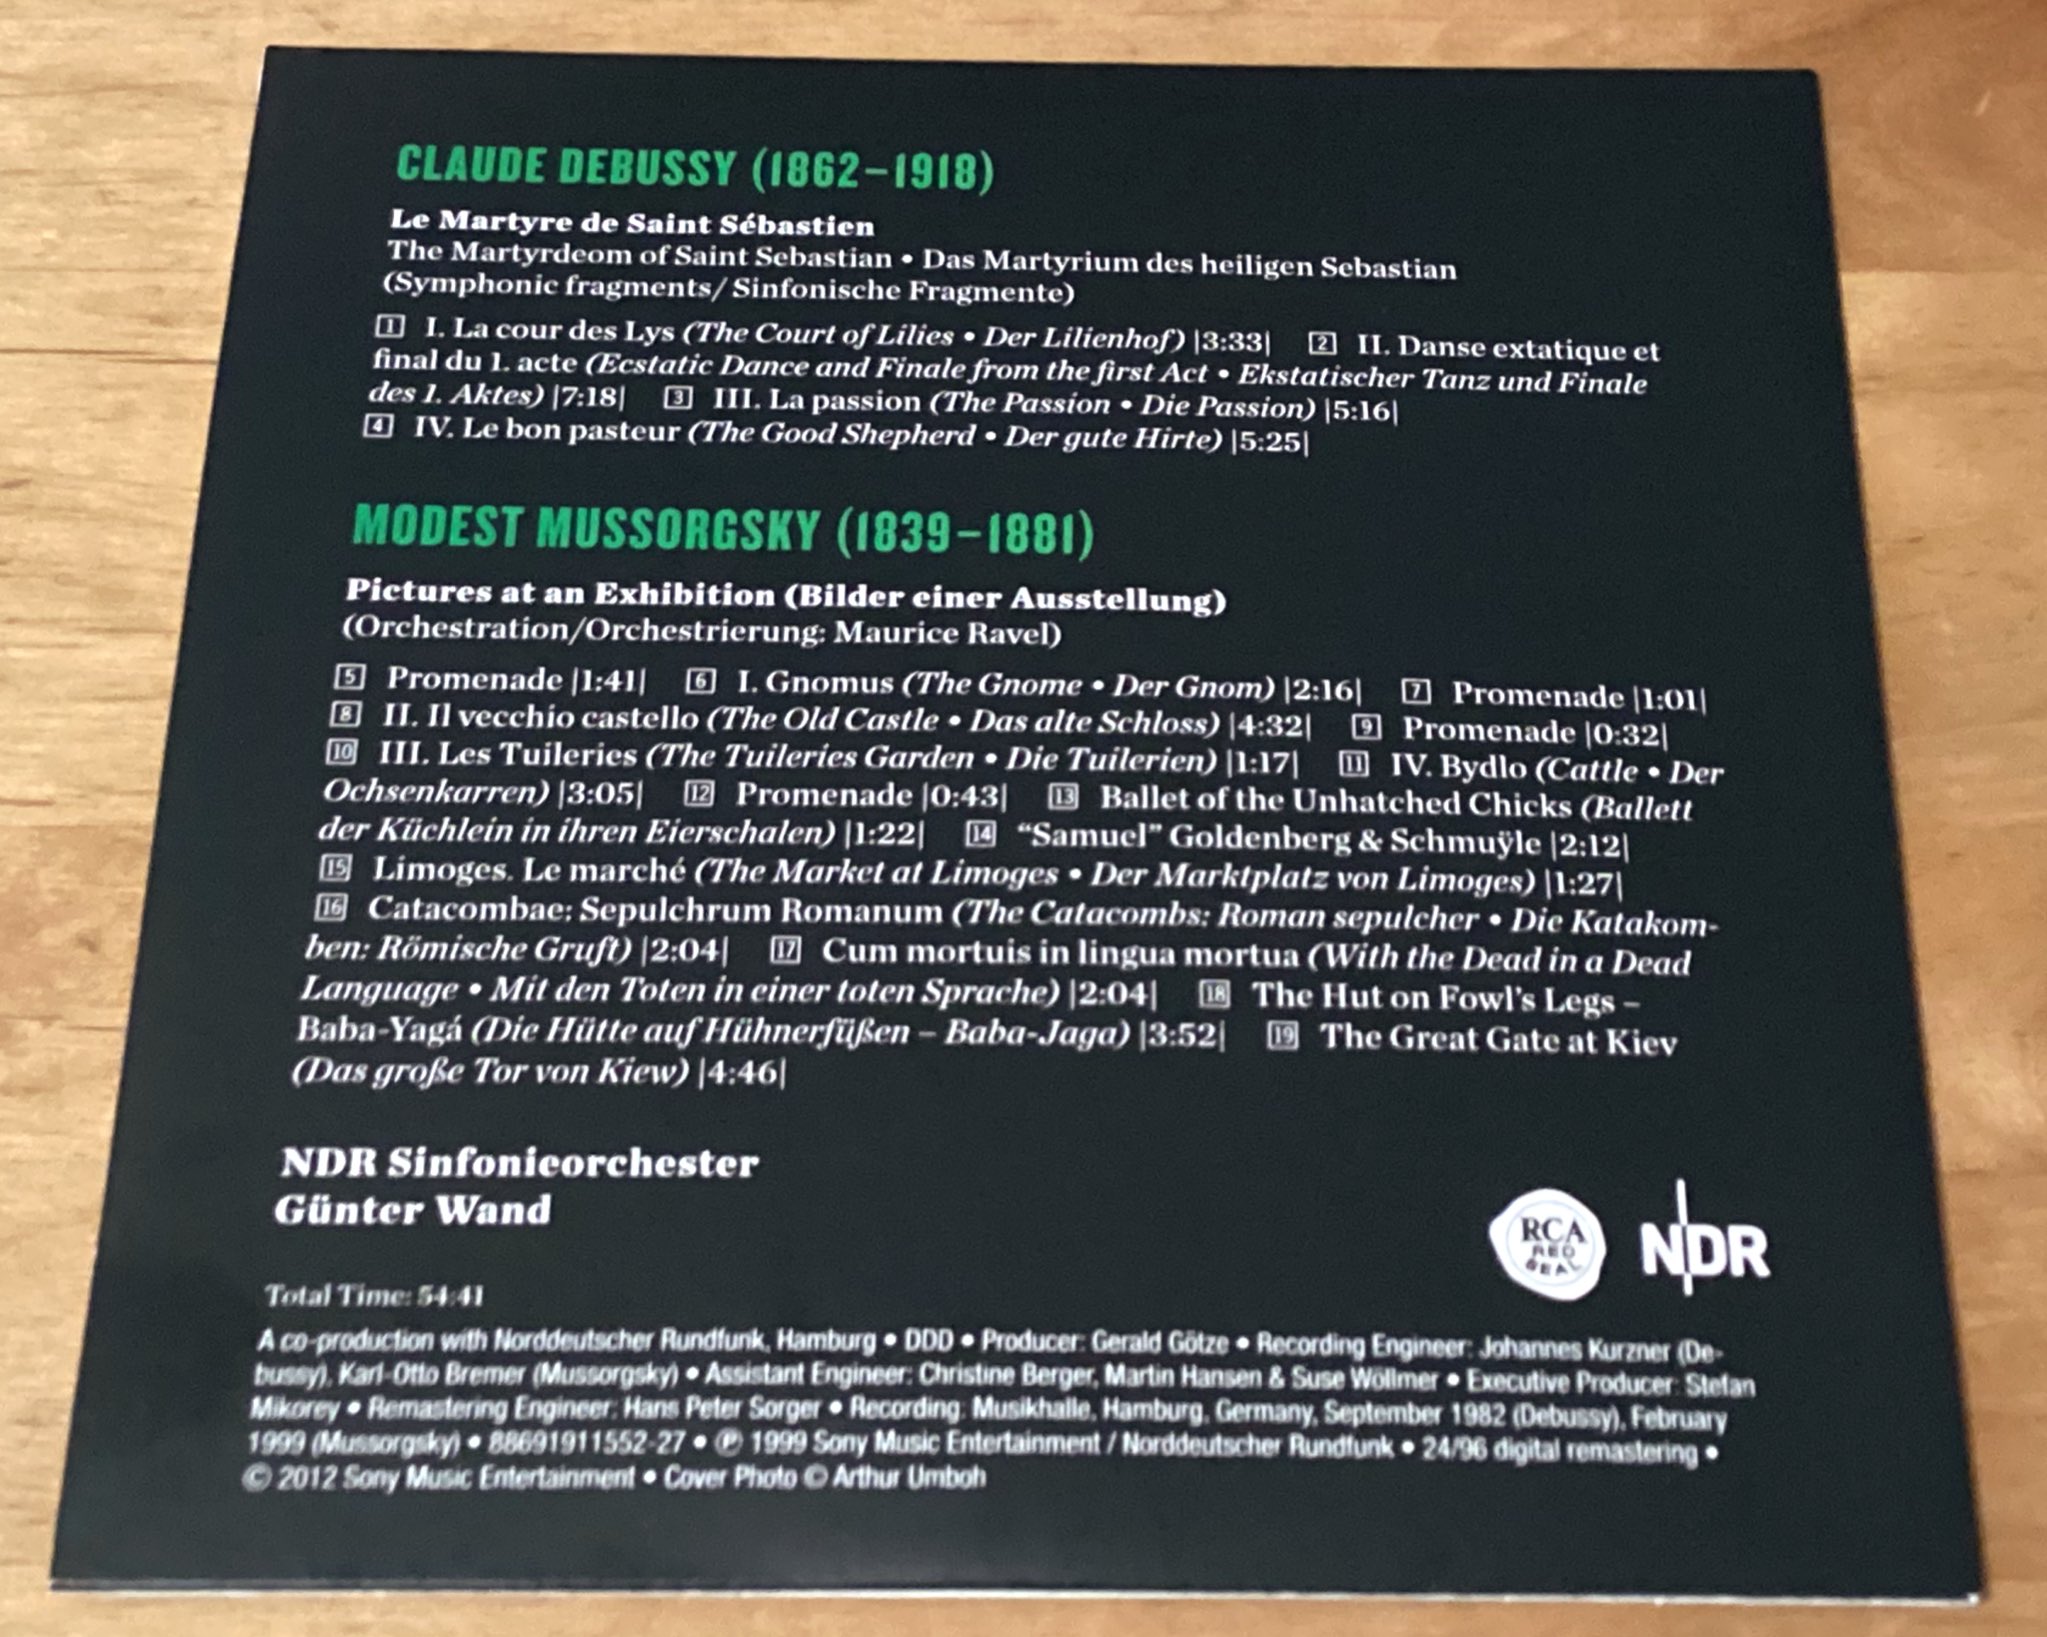 CLAUDE DEBUSSY (1862–1918)
Le Martyre de Saint Sébastien
The Martyrdeom of Saint Sebastian • Das Martyrium des heiligen Sebastian
(Symphonic fragments/ Sinfonische Fragmente)
1 I. La cour des Lys (The Court of Lilies • Der Lilienhof) |3:33| 2 II. Danse extatique et
final du 1. acte (Ecstatic Dance and Finale from the first Act • Ekstatischer Tanz und Finale
des 1. Aktes) |7:18| 3 III. La passion (The Passion • Die Passion) |5:16|
4 IV. Le bon pasteur (The Good Shepherd • Der gute Hirte) |5:25|
MODEST MUSSORGSKY (1839–1881)
Pictures at an Exhibition (Bilder einer Ausstellung)
(Orchestration/Orchestrierung: Maurice Ravel)
5 Promenade |1:41| 6 I. Gnomus (The Gnome • Der Gnom) |2:16| 7 Promenade |1:01|
8 II. Il vecchio castello (The Old Castle • Das alte Schloss) |4:32| 9 Promenade |0:32|
10 III. Les Tuileries (The Tuileries Garden • Die Tuilerien) |1:17| 11 IV. Bydlo (Cattle • Der
Ochsenkarren) |3:05| 12 Promenade |0:43| 13 Ballet of the Unhatched Chicks (Ballett
der Küchlein in ihren Eierschalen) |1:22| 14 “Samuel” Goldenberg & Schmuÿle |2:12|
15 Limoges. Le marché (The Market at Limoges • Der Marktplatz von Limoges) |1:27|
16 Catacombae: Sepulchrum Romanum (The Catacombs: Roman sepulcher • Die Katakom-
ben: Römische Gruft) |2:04| 17 Cum mortuis in lingua mortua (With the Dead in a Dead
Language • Mit den Toten in einer toten Sprache) |2:04| 18 The Hut on Fowl’s Legs –
Baba-Yagá (Die Hütte auf Hühnerfüßen – Baba-Jaga) |3:52| 19 The Great Gate at Kiev
(Das große Tor von Kiew) |4:46|
NDR Sinfonieorchester
Günter Wand
RCA
RED
SEAL
NDR
Total Time: 54:41
A co-production with Norddeutscher Rundfunk, Hamburg • DDD • Producer: Gerald Götze • Recording Engineer: Johannes Kurzner (De-
bussy), Karl-Otto Bremer (Mussorgsky) • Assistant Engineer: Christine Berger, Martin Hansen & Suse Wöllmer • Executive Producer: Stefan
Mikorey • Remastering Engineer: Hans Peter Sorger • Recording: Musikhalle, Hamburg, Germany, September 1982 (Debussy), February
1999 (Mussorgsky) • 88691911552-27 • ℗ 1999 Sony Music Entertainment / Norddeutscher Rundfunk • 24/96 digital remastering •
© 2012 Sony Music Entertainment • Cover Photo © Arthur Umboh